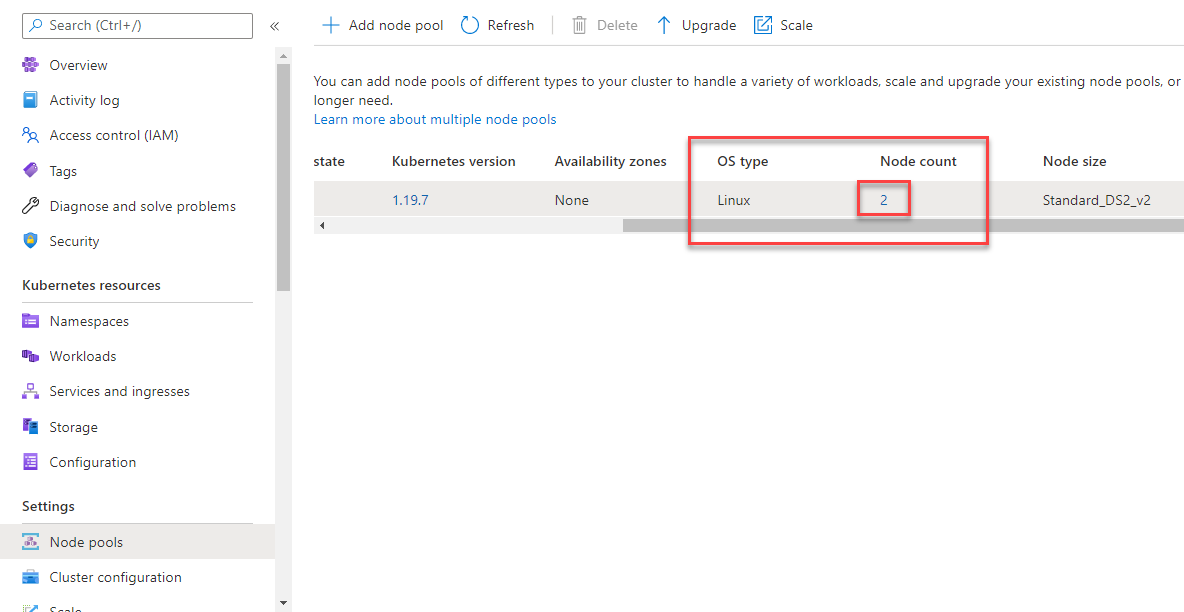 Search (Ctrl+/)
«
Overview
Activity log
Access control (IAM)
Tags
Diagnose and solve problems
Security
Kubernetes resources
Namespaces
Workloads
Services and ingresses
Storage
Configuration
Settings
Node pools
Cluster configuration
Scale
Add node pool Refresh Delete Upgrade Scale
You can add node pools of different types to your cluster to handle a variety of workloads, scale and upgrade your existing node pools, or
longer need.
Learn more about multiple node pools
state Kubernetes version Availability zones OS type Node count Node size
1.19.7 None Linux 2 Standard_DS2_v2